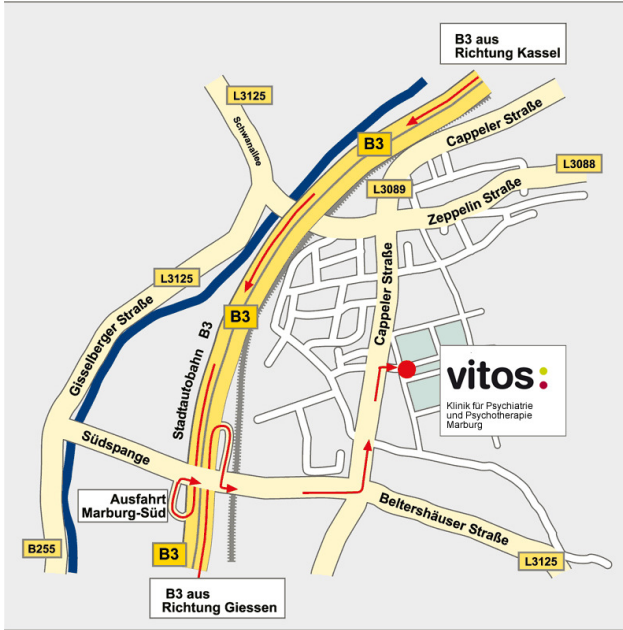 B3 aus
Richtung Kassel
L3125
Schwanallee
B3
Cappeler Straße
L3088
L3089
Zeppelin Straße
L3125
Gisselberger Straße
B3
Stadtautobahn B3
Cappeler Straße
vitos:
Klinik für Psychiatrie
und Psychotherapie
Marburg
Südspange
Ausfahrt
Marburg-Süd
Beltershäuser Straße
B255
B3
L3125
B3 aus
Richtung Giessen